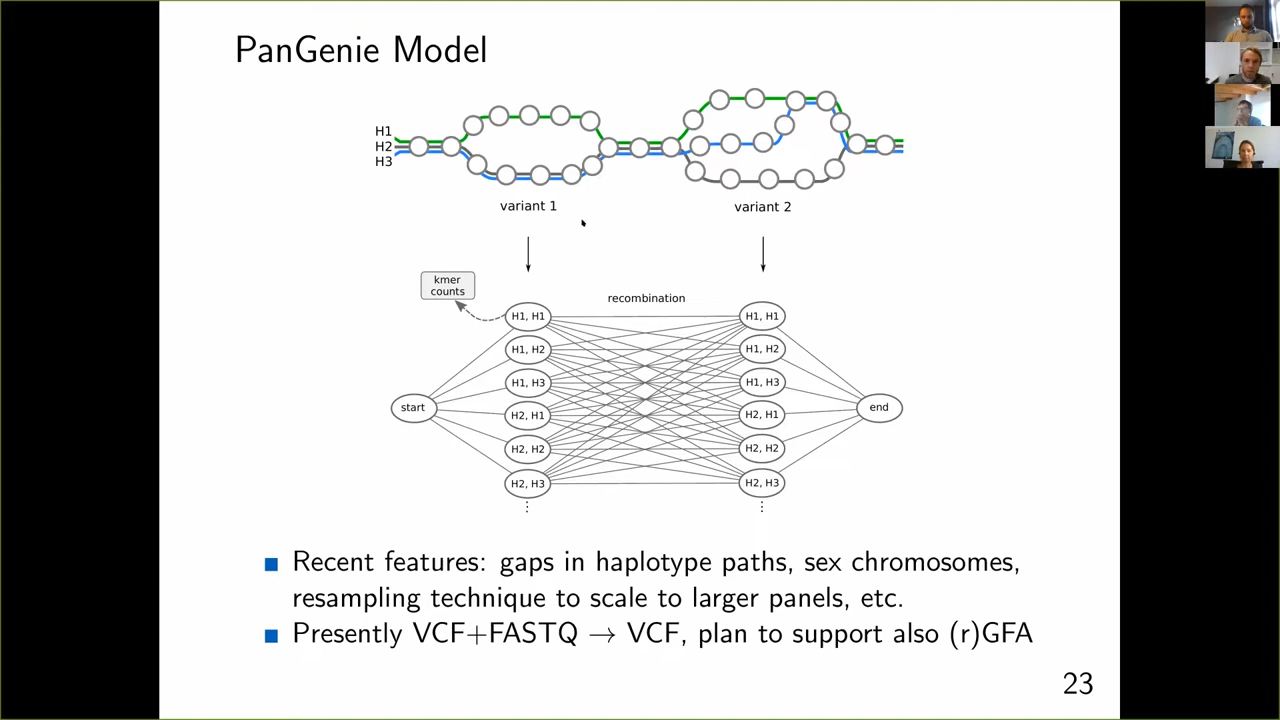 PanGenie Model
H1
H2
H3
variant 1
variant 2
kmer
counts
recombination
H1, H1
H1, H2
H1, H3
H2, H1
H2, H2
H2, H3
⋮
H1, H1
H1, H2
H1, H3
H2, H1
H2, H2
H2, H3
⋮
start
end
Recent features: gaps in haplotype paths, sex chromosomes,
resampling technique to scale to larger panels, etc.
Presently VCF+FASTQ → VCF, plan to support also (r)GFA
23